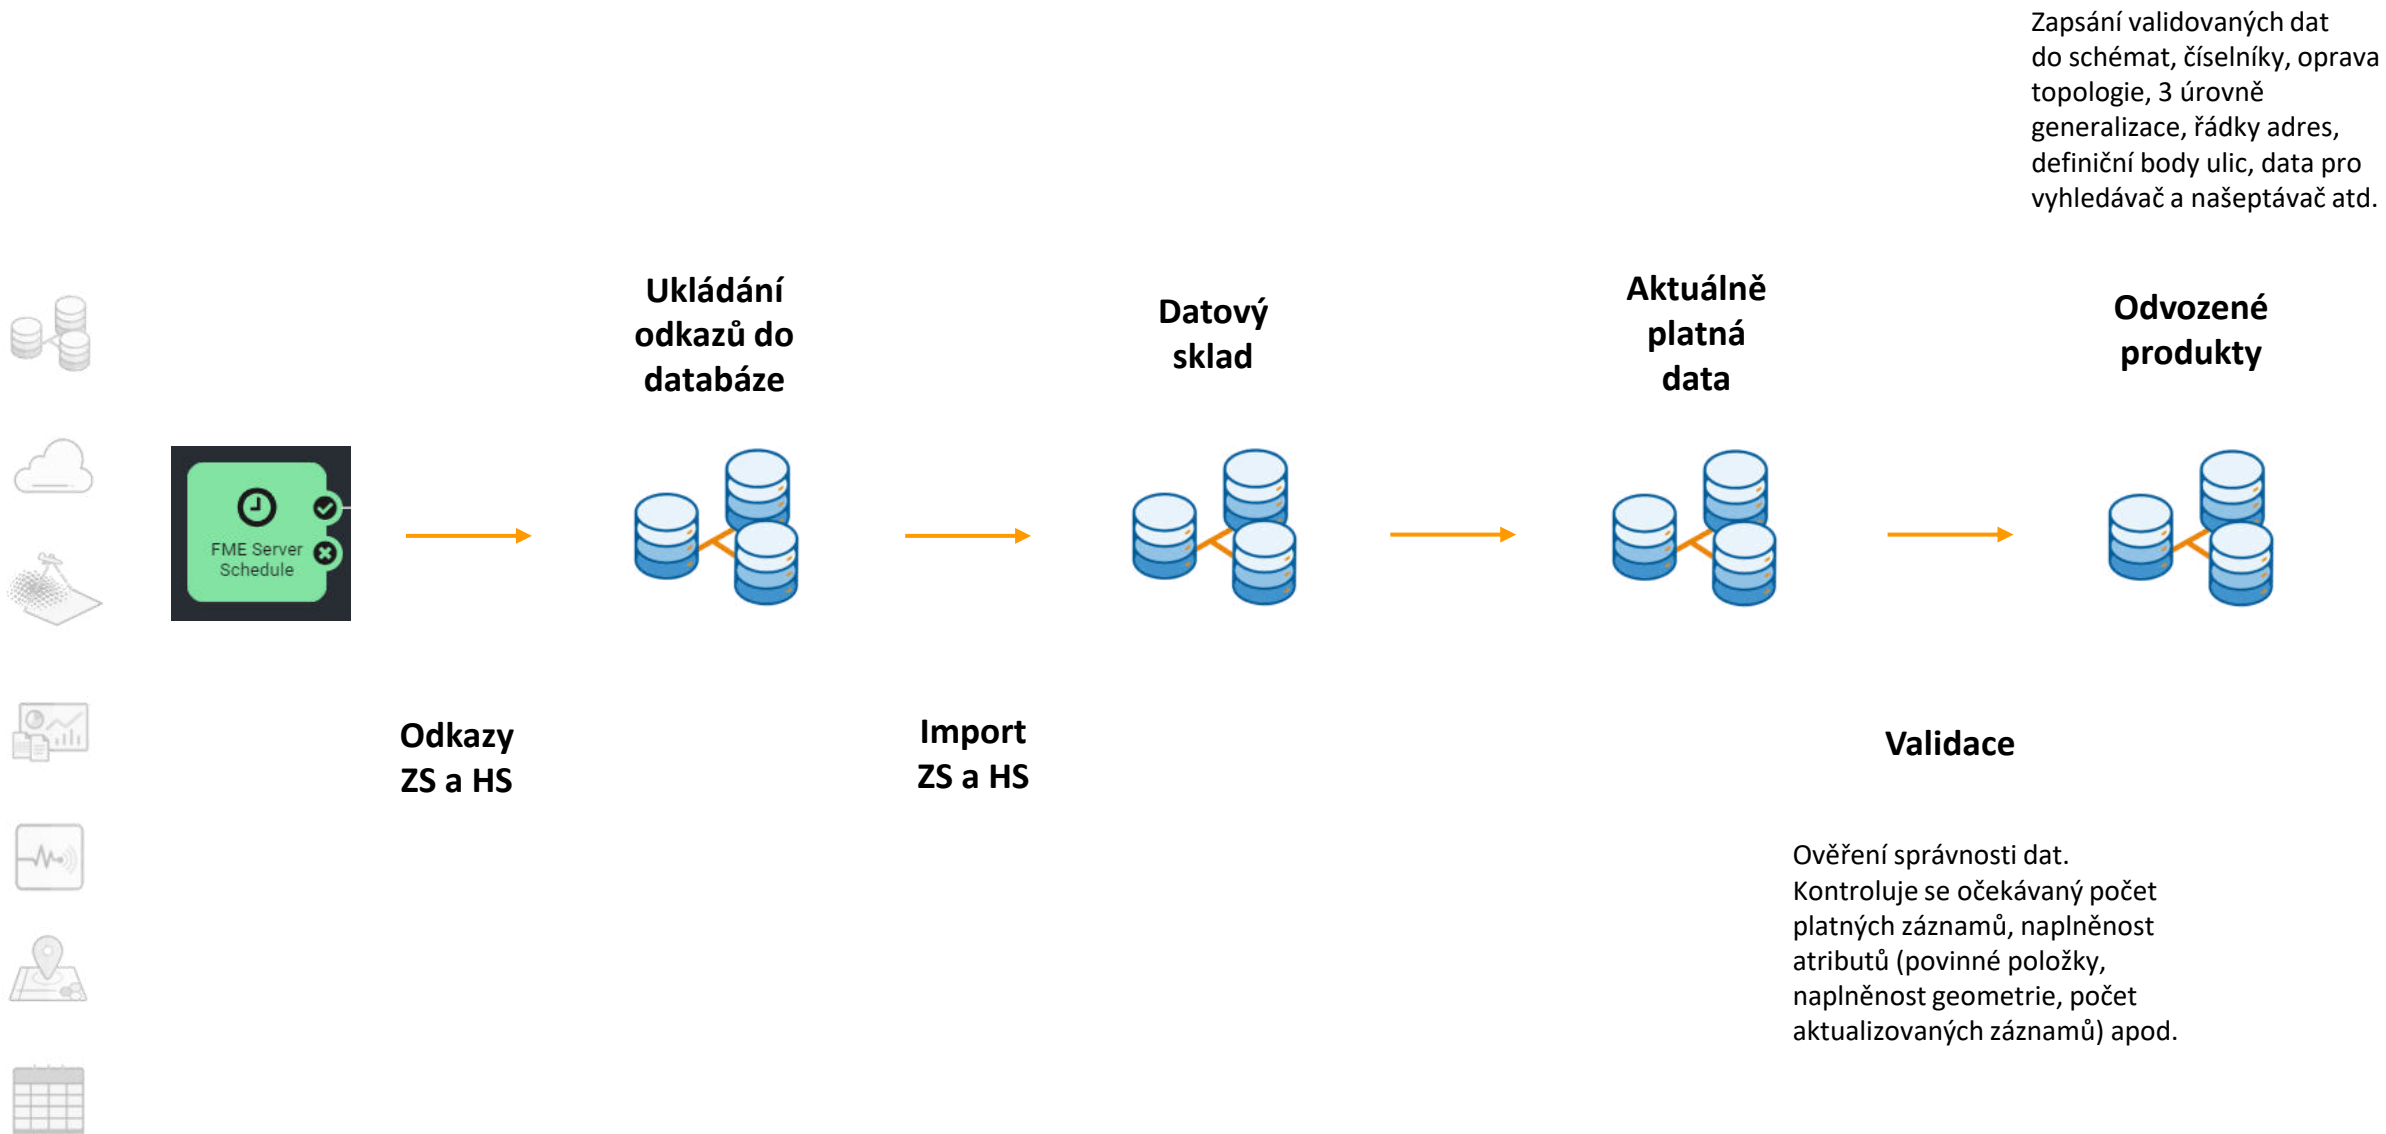 Zapsání validovaných dat
do schémat, číselníky, oprava
topologie, 3 úrovně
generalizace, řádky adres,
definiční body ulic, data pro
vyhledávač a našeptávač atd.
Ukládání
odkazů do
databáze
Datový
sklad
Aktuálně
platná
data
Odvozené
produkty
FME Server
Schedule
Odkazy
ZS a HS
Import
ZS a HS
Validace
Ověření správnosti dat.
Kontroluje se očekávaný počet
platných záznamů, naplněnost
atributů (povinné položky,
naplněnost geometrie, počet
aktualizovaných záznamů) apod.